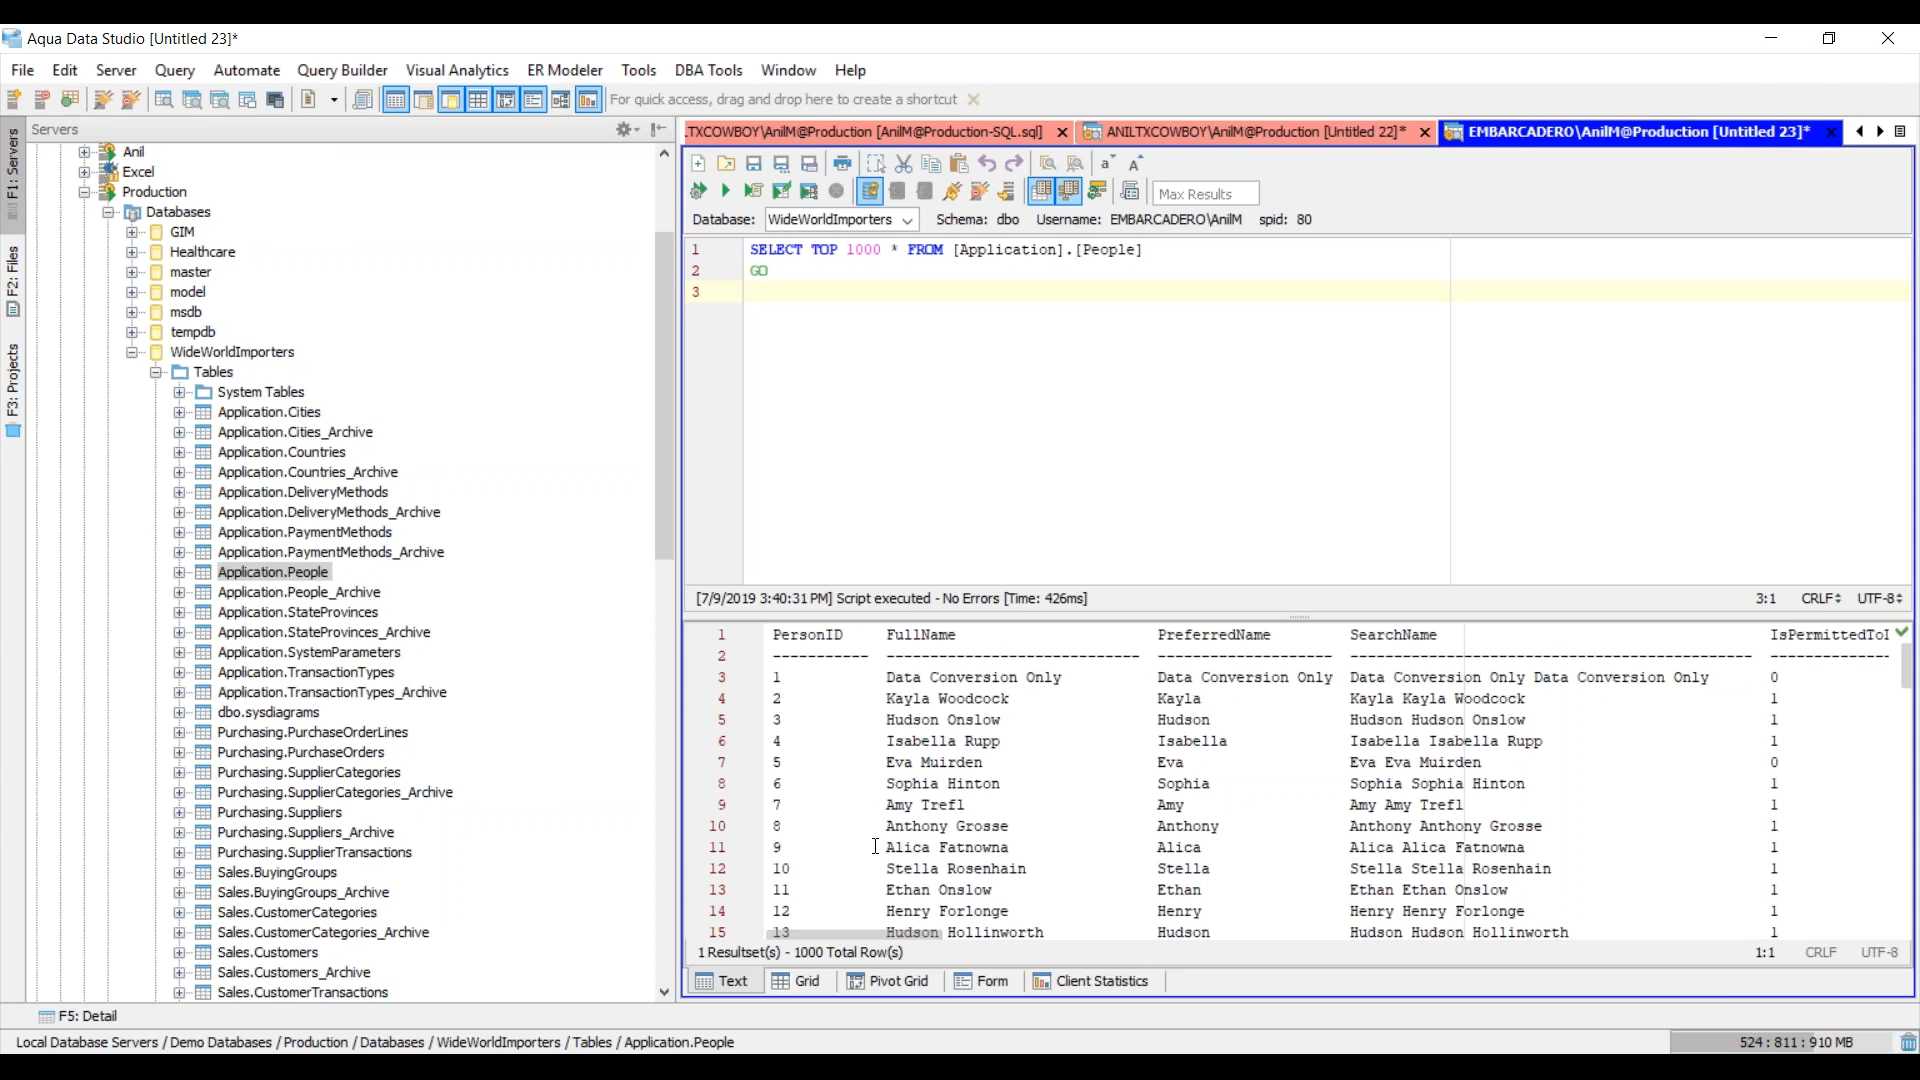 Aqua Data Studio [Untitled 23]*
File Edit Server Query Automate Query Builder Visual Analytics ER Modeler Tools DBA Tools Window Help
For quick access, drag and drop here to create a shortcut
F1: Servers
F2: Files
F3: Projects
Servers
Anil
Excel
Production
Databases
GIM
Healthcare
master
model
msdb
tempdb
WideWorldImporters
Tables
System Tables
Application.Cities
Application.Cities_Archive
Application.Countries
Application.Countries_Archive
Application.DeliveryMethods
Application.DeliveryMethods_Archive
Application.PaymentMethods
Application.PaymentMethods_Archive
Application.People
Application.People_Archive
Application.StateProvinces
Application.StateProvinces_Archive
Application.SystemParameters
Application.TransactionTypes
Application.TransactionTypes_Archive
dbo.sysdiagrams
Purchasing.PurchaseOrderLines
Purchasing.PurchaseOrders
Purchasing.SupplierCategories
Purchasing.SupplierCategories_Archive
Purchasing.Suppliers
Purchasing.Suppliers_Archive
Purchasing.SupplierTransactions
Sales.BuyingGroups
Sales.BuyingGroups_Archive
Sales.CustomerCategories
Sales.CustomerCategories_Archive
Sales.Customers
Sales.Customers_Archive
Sales.CustomerTransactions
.TXCOWBOY\AnilM@Production [AnilM@Production-SQL.sql] ANILTXCOWBOY\AnilM@Production [Untitled 22]* EMBARCADERO\AnilM@Production [Untitled 23]*
Max Results
Database: WideWorldImporters Schema: dbo Username: EMBARCADERO\AnilM spid: 80
1 SELECT TOP 1000 * FROM [Application].[People]
2 GO
3
[7/9/2019 3:40:31 PM] Script executed - No Errors [Time: 426ms] 3:1 CRLF UTF-8
1 PersonID FullName PreferredName SearchName IsPermittedToI
2 ----------- ----------------------------- -------------------- ---------------------------------------------- --------------
3 1 Data Conversion Only Data Conversion Only Data Conversion Only Data Conversion Only 0
4 2 Kayla Woodcock Kayla Kayla Kayla Woodcock 1
5 3 Hudson Onslow Hudson Hudson Hudson Onslow 1
6 4 Isabella Rupp Isabella Isabella Isabella Rupp 1
7 5 Eva Muirden Eva Eva Eva Muirden 0
8 6 Sophia Hinton Sophia Sophia Sophia Hinton 1
9 7 Amy Trefl Amy Amy Amy Trefl 1
10 8 Anthony Grosse Anthony Anthony Anthony Grosse 1
11 9 Alica Fatnowna Alica Alica Alica Fatnowna 1
12 10 Stella Rosenhain Stella Stella Stella Rosenhain 1
13 11 Ethan Onslow Ethan Ethan Ethan Onslow 1
14 12 Henry Forlonge Henry Henry Henry Forlonge 1
15 13 Hudson Hollinworth Hudson Hudson Hudson Hollinworth 1
1 Resultset(s) - 1000 Total Row(s) 1:1 CRLF UTF-8
Text Grid Pivot Grid Form Client Statistics
F5: Detail
Local Database Servers / Demo Databases / Production / Databases / WideWorldImporters / Tables / Application.People 524 : 811 : 910 MB